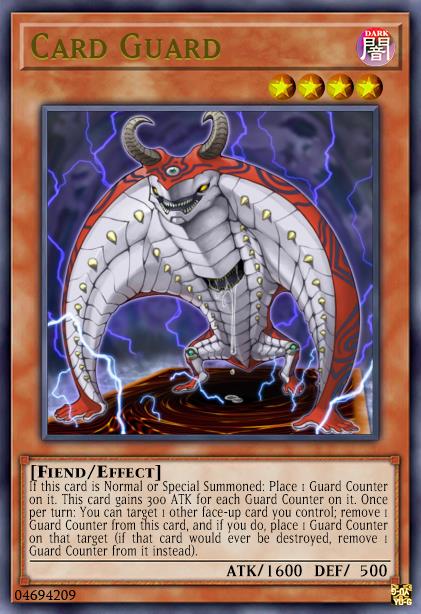 CARD GUARD
DARK
闇
[FIEND/EFFECT]
If this card is Normal or Special Summoned: Place 1 Guard Counter
on it. This card gains 300 ATK for each Guard Counter on it. Once
per turn: You can target 1 other face-up card you control; remove 1
Guard Counter from this card, and if you do, place 1 Guard Counter
on that target (if that card would ever be destroyed, remove 1
Guard Counter from it instead).
ATK/1600 DEF/ 500
04694209